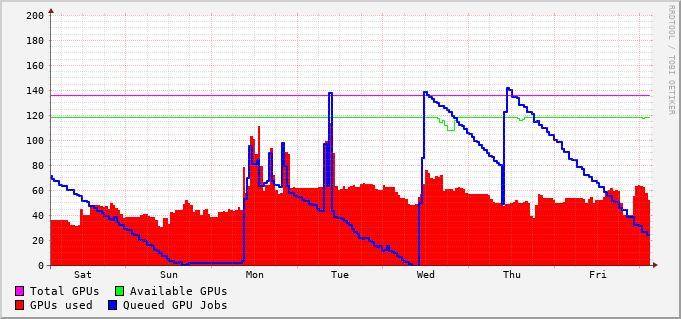 200
180
160
140
120
100
80
60
40
20
0
Sat Sun Mon Tue Wed Thu Fri
Total GPUs Available GPUs
GPUs used Queued GPU Jobs
RRDTOOL / TOBI OETIKER